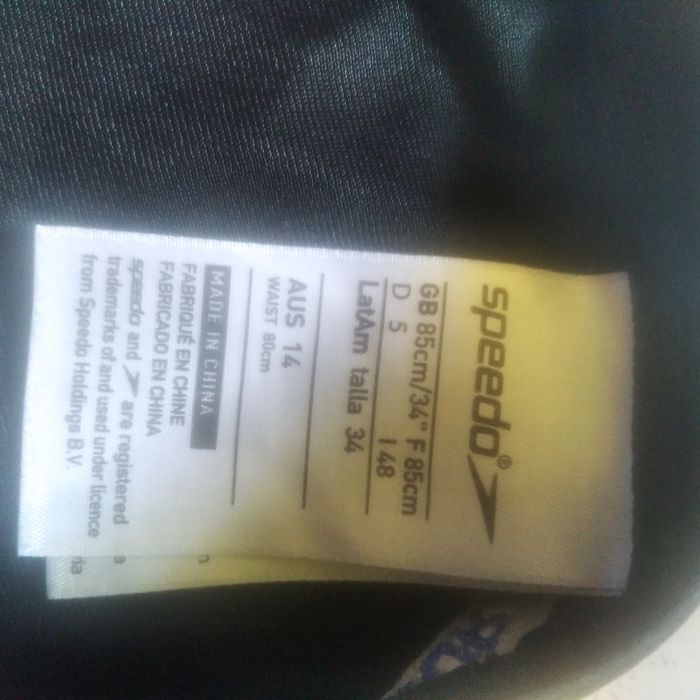 speedo®
GB 85cm/34" F 85cm
D 5 I 48
LatAm talla 34
AUS 14
WAIST 80cm
MADE IN CHINA
FABRIQUÉ EN CHINE
FABRICADO EN CHINA
speedo and are registered
trademarks of and used under licence
from Speedo Holdings B.V.